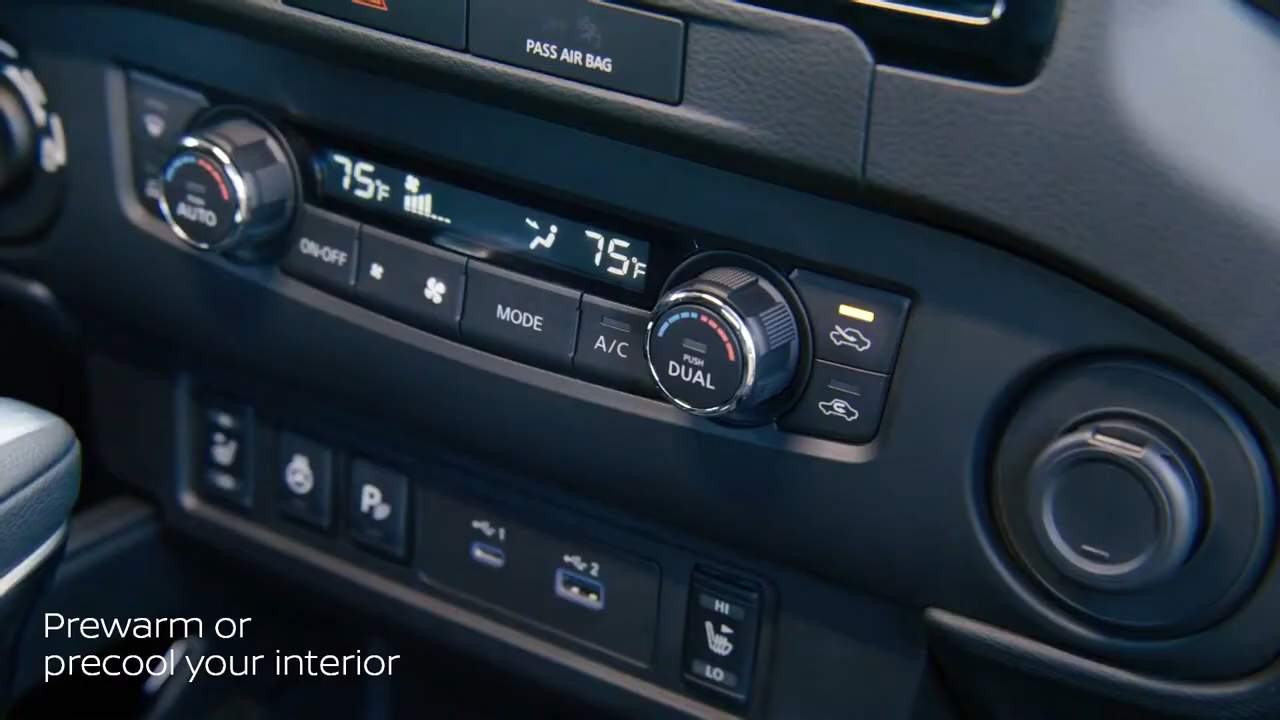 PASS AIR BAG
75°F
75°F
AUTO
ON·OFF
MODE
A/C
PUSH
DUAL
P
1
2
HI
LO
Prewarm or
precool your interior